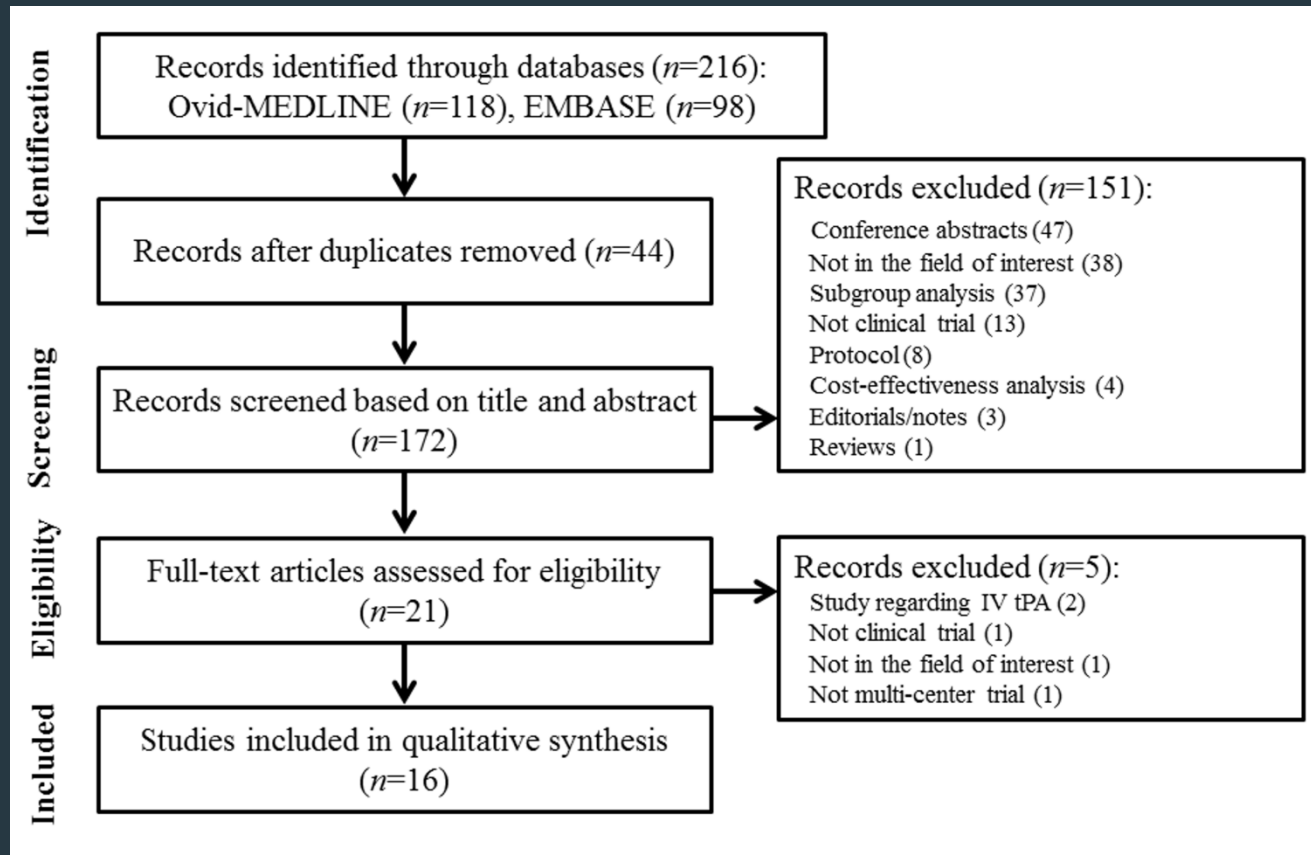 Identification
Records identified through databases (n=216):
Ovid-MEDLINE (n=118), EMBASE (n=98)
Records after duplicates removed (n=44)
Screening
Records screened based on title and abstract
(n=172)
Records excluded (n=151):
Conference abstracts (47)
Not in the field of interest (38)
Subgroup analysis (37)
Not clinical trial (13)
Protocol (8)
Cost-effectiveness analysis (4)
Editorials/notes (3)
Reviews (1)
Eligibility
Full-text articles assessed for eligibility
(n=21)
Records excluded (n=5):
Study regarding IV tPA (2)
Not clinical trial (1)
Not in the field of interest (1)
Not multi-center trial (1)
Included
Studies included in qualitative synthesis
(n=16)